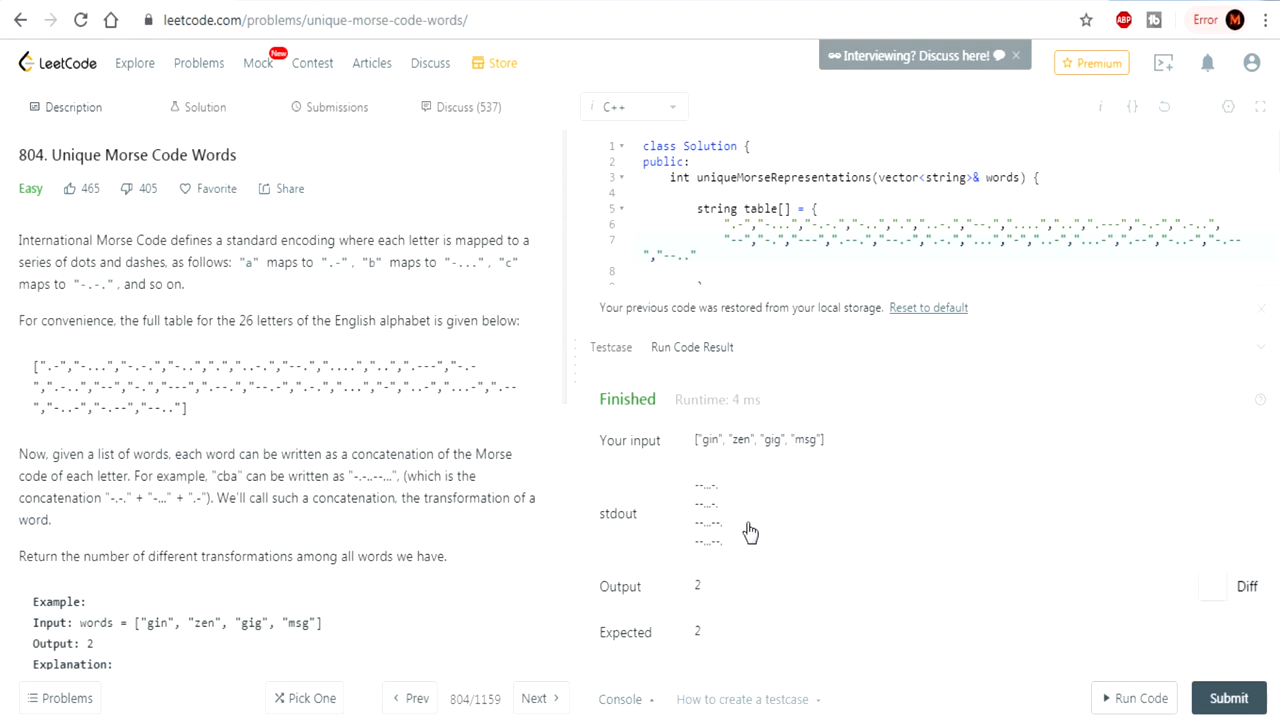 leetcode.com/problems/unique-morse-code-words/
ABP
Error M
LeetCode Explore Problems Mock New Contest Articles Discuss Store
Interviewing? Discuss here! ×
Premium
Description Solution Submissions Discuss (537)
i C++
804. Unique Morse Code Words
Easy 465 405 Favorite Share
International Morse Code defines a standard encoding where each letter is mapped to a
series of dots and dashes, as follows: "a" maps to ".-", "b" maps to "-...", "c"
maps to "-.-.", and so on.
For convenience, the full table for the 26 letters of the English alphabet is given below:
[".-","-...","-.-.","-..",".","..-.","--.","....","..",".---","-.-
",".-..","--","-.","---",".--.","--.-",".-.","...","-","..-","...-",".--
","-..-","-.--","--.."]
Now, given a list of words, each word can be written as a concatenation of the Morse
code of each letter. For example, "cba" can be written as "-.-..--...", (which is the
concatenation "-.-." + "-..." + ".-"). We'll call such a concatenation, the transformation of a
word.
Return the number of different transformations among all words we have.
Example:
Input: words = ["gin", "zen", "gig", "msg"]
Output: 2
Explanation:
Problems Pick One Prev 804/1159 Next
1 class Solution {
2 public:
3 int uniqueMorseRepresentations(vector<string>& words) {
4
5 string table[] = {
6 ".-","-...","-.-.","-..",".","..-.","--.","....","..",".---","-.-",".-..",
7 "--","-.","---",".--.","--.-",".-.","...","-","..-","...-",".--","-..-","-.--
","--.."
8
Your previous code was restored from your local storage. Reset to default
Testcase Run Code Result
Finished Runtime: 4 ms
Your input ["gin", "zen", "gig", "msg"]
stdout
--...-.
--...-.
--...--.
--...--.
Output 2
Diff
Expected 2
Console How to create a testcase Run Code Submit